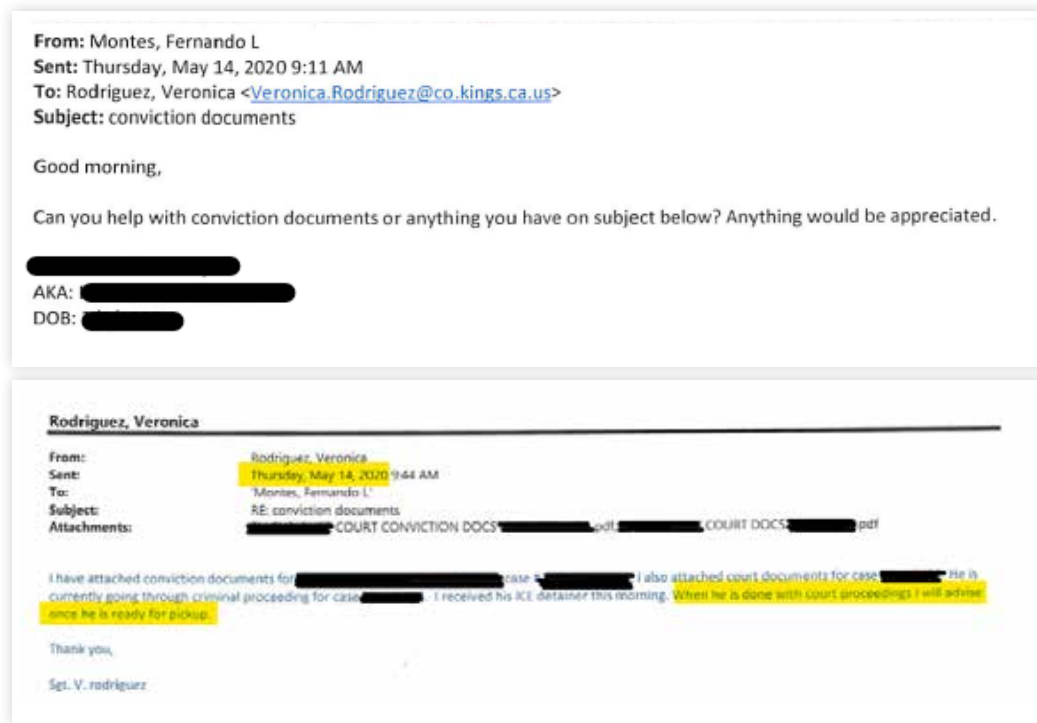 From: Montes, Fernando L
Sent: Thursday, May 14, 2020 9:11 AM
To: Rodriguez, Veronica <Veronica.Rodriguez@co.kings.ca.us>
Subject: conviction documents
Good morning,
Can you help with conviction documents or anything you have on subject below? Anything would be appreciated.
AKA:
DOB:
Rodriguez, Veronica
From: Rodriguez, Veronica
Sent: Thursday, May 14, 2020 9:44 AM
To: 'Montes, Fernando L'
Subject: RE: conviction documents
Attachments: COURT CONVICTION DOCS .pdf; COURT DOCS .pdf
I have attached conviction documents for case # I also attached court documents for case He is
currently going through criminal proceeding for case . I received his ICE detainer this morning. When he is done with court proceedings I will advise
once he is ready for pickup.
Thank you,
Sgt. V. rodriguez